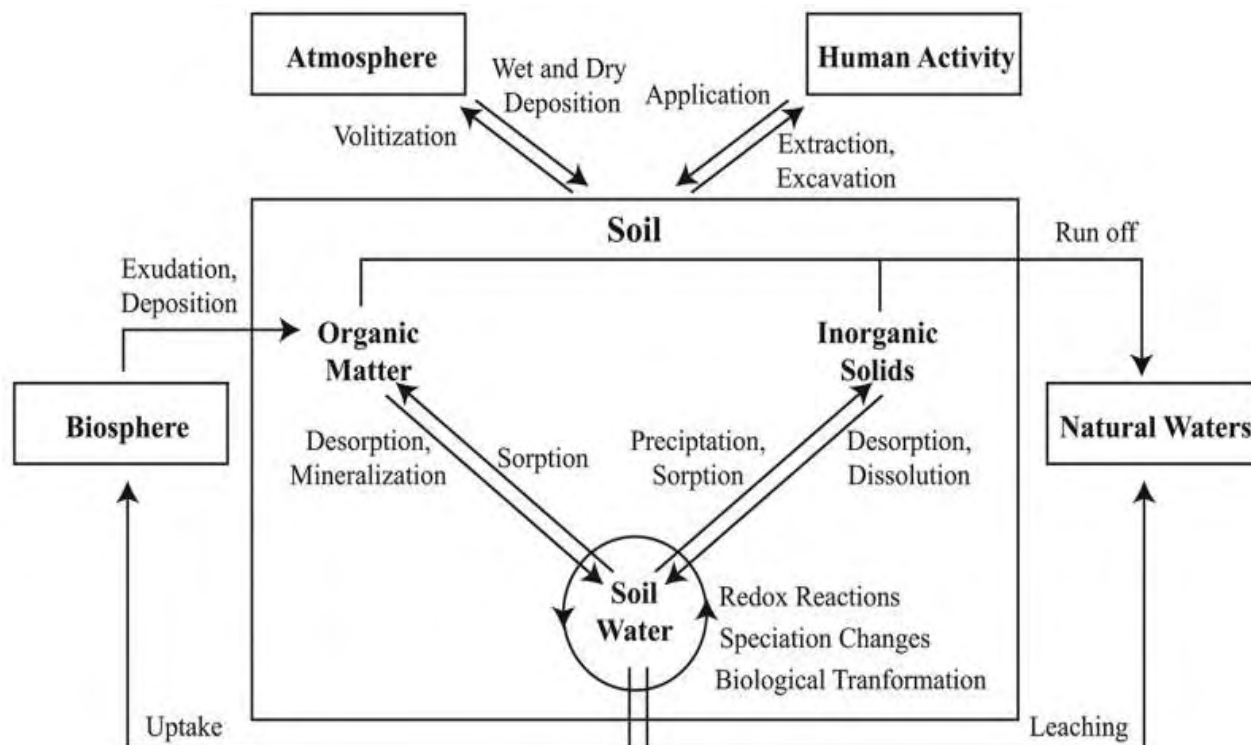 Atmosphere
Human Activity
Wet and Dry
Deposition
Application
Volitization
Extraction,
Excavation
Soil
Run off
Exudation,
Deposition
Organic
Matter
Inorganic
Solids
Biosphere
Natural Waters
Desorption,
Mineralization
Sorption
Preciptation,
Sorption
Desorption,
Dissolution
Soil
Water
Redox Reactions
Speciation Changes
Biological Tranformation
Uptake
Leaching